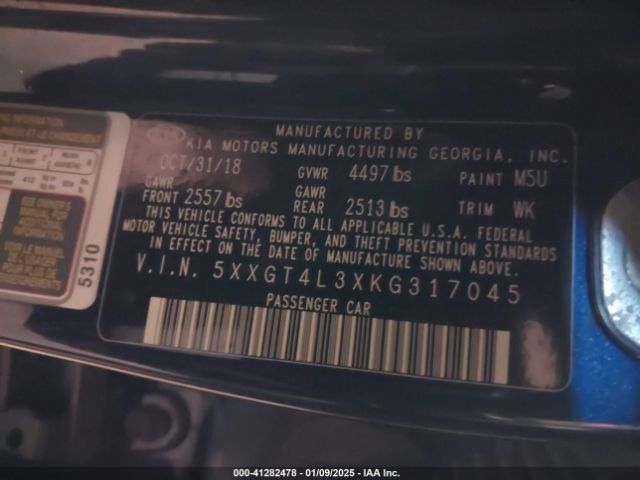 MANUFACTURED BY
KIA MOTORS MANUFACTURING GEORGIA, INC.
OCT/31/18 GVWR 4497 lbs PAINT M5U
GAWR FRONT 2557 lbs GAWR REAR 2513 lbs TRIM WK
THIS VEHICLE CONFORMS TO ALL APPLICABLE U.S.A. FEDERAL
MOTOR VEHICLE SAFETY, BUMPER, AND THEFT PREVENTION STANDARDS
IN EFFECT ON THE DATE OF MANUFACTURE SHOWN ABOVE.
V.I.N. 5XXGT4L3XKG317045
PASSENGER CAR
5310
000-41282478 - 01/09/2025 - IAA Inc.